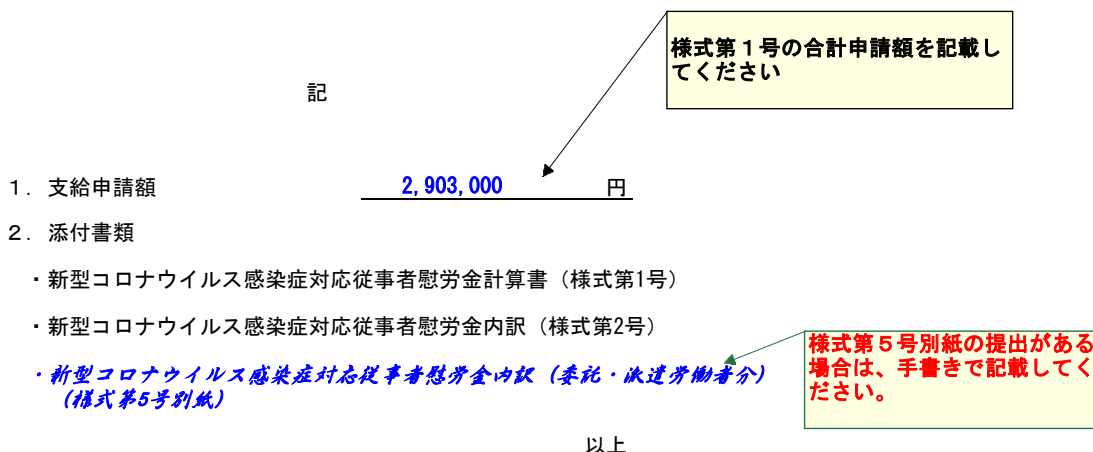 様式第１号の合計申請額を記載し
てください
記
１．支給申請額 2,903,000 円
２．添付書類
・新型コロナウイルス感染症対応従事者慰労金計算書（様式第1号）
・新型コロナウイルス感染症対応従事者慰労金内訳（様式第2号）
様式第５号別紙の提出がある
場合は、手書きで記載してく
ださい。
・新型コロナウイルス感染症対応従事者慰労金内訳（委託・派遣労働者分）
（様式第5号別紙）
以上